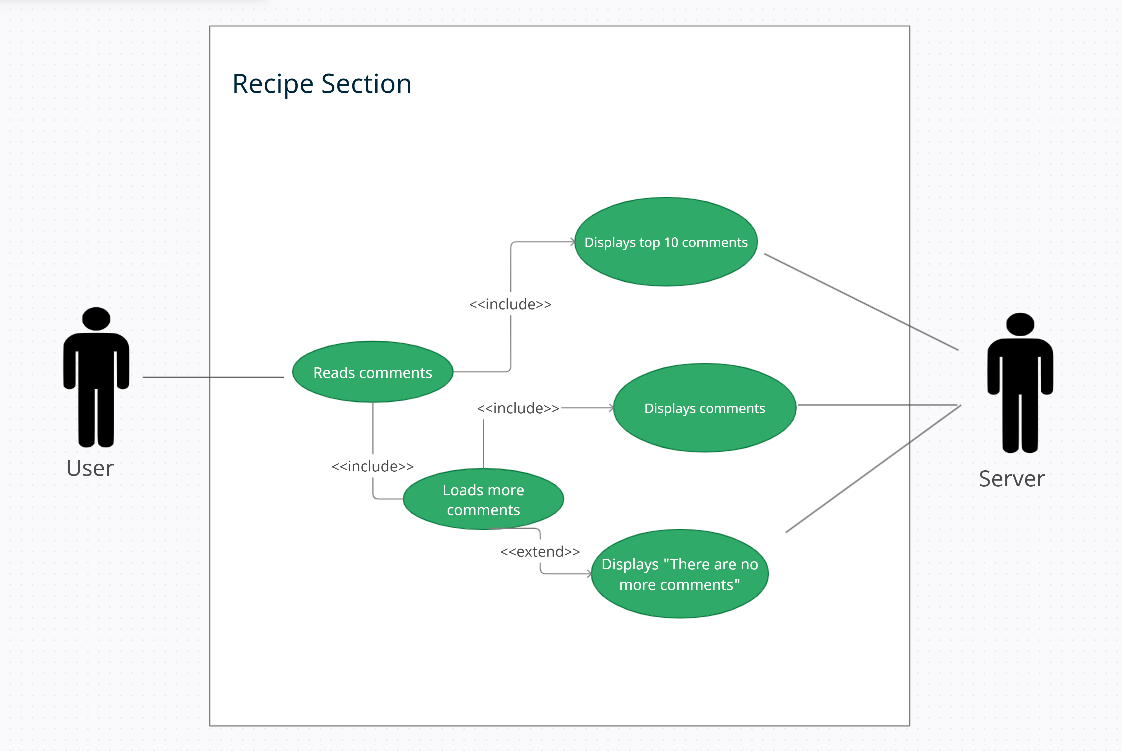 Recipe Section
Displays top 10 comments
<<include>>
Reads comments
<<include>>
Displays comments
<<include>>
Loads more
comments
<<extend>>
Displays "There are no
more comments"
User
Server